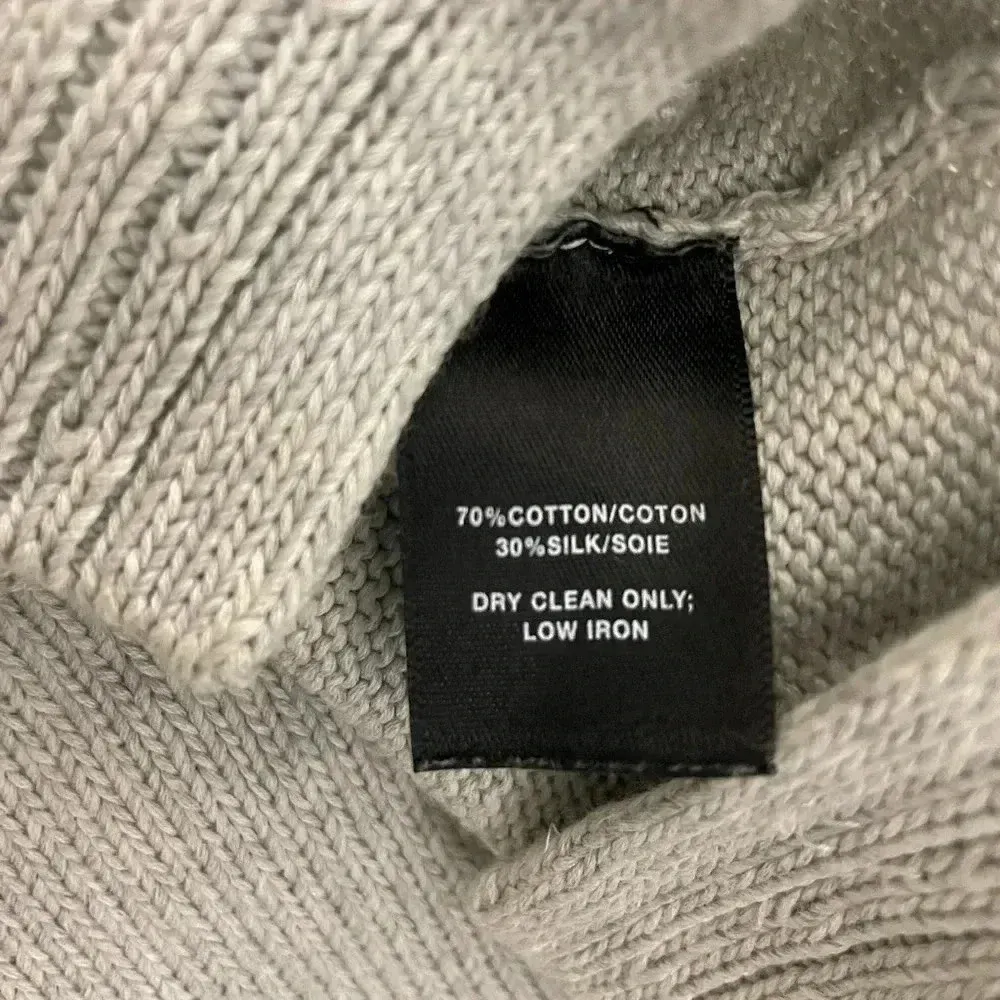 70%COTTON/COTON
30%SILK/SOIE
DRY CLEAN ONLY;
LOW IRON